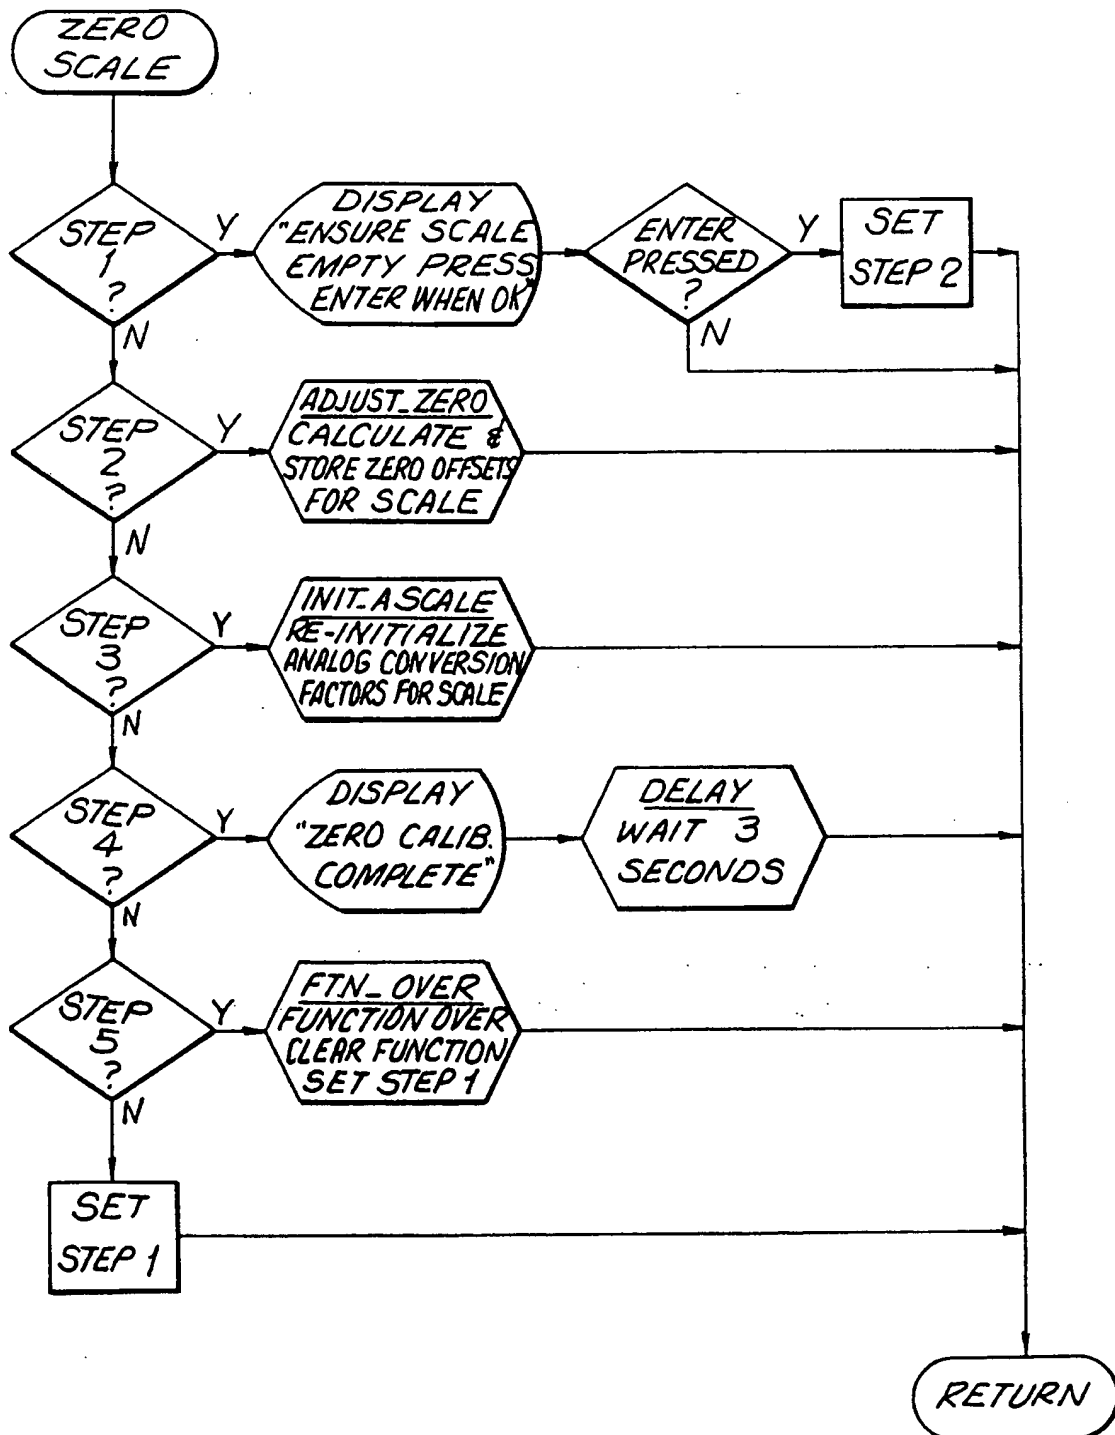 ZERO
SCALE
STEP
1
?
Y
N
DISPLAY
"ENSURE SCALE
EMPTY PRESS
ENTER WHEN OK"
ENTER
PRESSED
?
Y
N
SET
STEP 2
STEP
2
?
Y
N
ADJUST_ZERO
CALCULATE &
STORE ZERO OFFSETS
FOR SCALE
STEP
3
?
Y
N
INIT_ASCALE
RE-INITIALIZE
ANALOG CONVERSION
FACTORS FOR SCALE
STEP
4
?
Y
N
DISPLAY
"ZERO CALIB.
COMPLETE"
DELAY
WAIT 3
SECONDS
STEP
5
?
Y
N
FTN_OVER
FUNCTION OVER
CLEAR FUNCTION
SET STEP 1
SET
STEP 1
RETURN